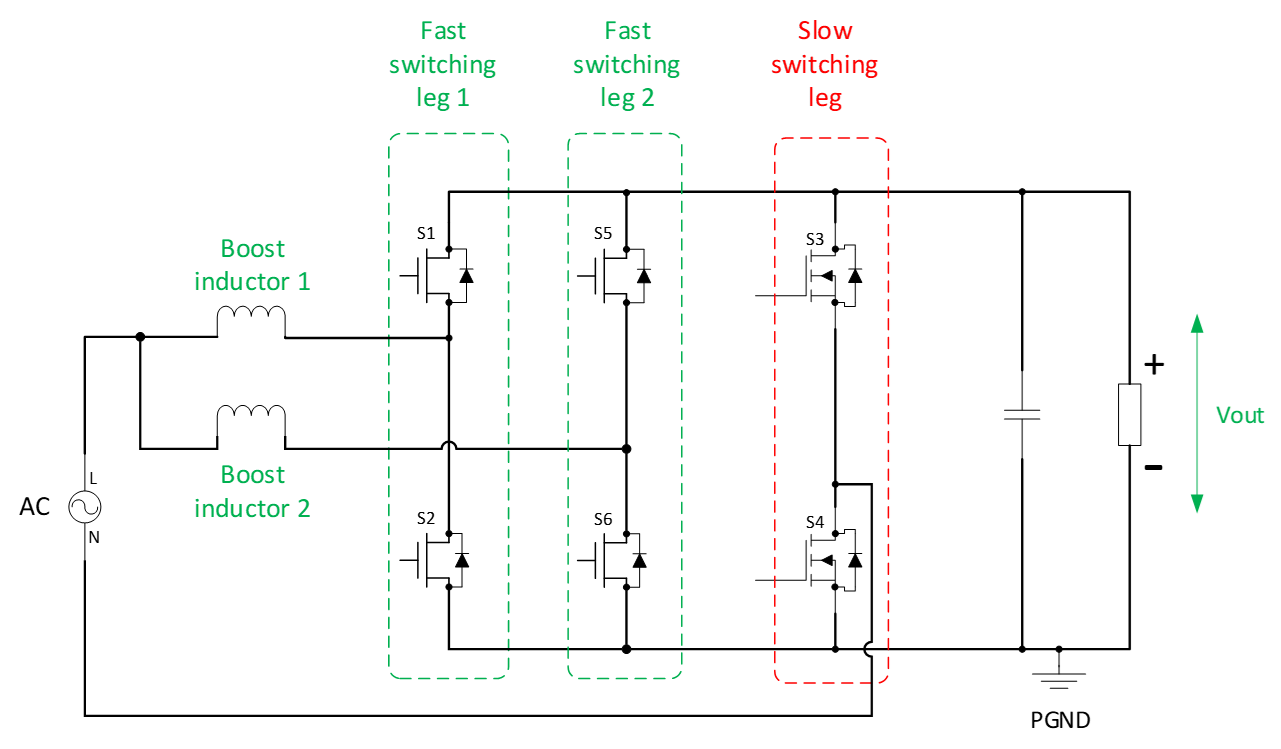 Fast
switching
leg 1
Fast
switching
leg 2
Slow
switching
leg
S1
S5
S3
Boost
inductor 1
+
Vout
-
Boost
inductor 2
L
AC
N
S2
S6
S4
PGND